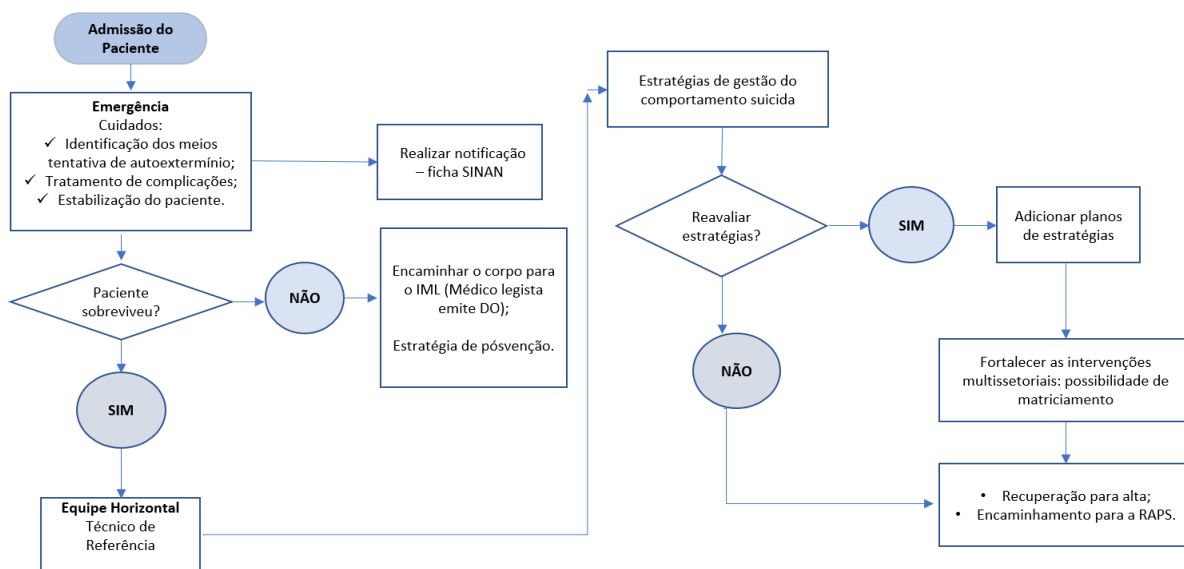 Admissão do
Paciente
Emergência
Cuidados:
✓ Identificação dos meios
tentativa de autoextermínio;
✓ Tratamento de complicações;
✓ Estabilização do paciente.
Realizar notificação
– ficha SINAN
Paciente
sobreviveu?
NÃO
Encaminhar o corpo para
o IML (Médico legista
emite DO);
Estratégia de pósvenção.
SIM
Equipe Horizontal
Técnico de
Referência
Estratégias de gestão do
comportamento suicida
Reavaliar
estratégias?
SIM
Adicionar planos
de estratégias
NÃO
Fortalecer as intervenções
multissetoriais: possibilidade de
matriciamento
• Recuperação para alta;
• Encaminhamento para a RAPS.